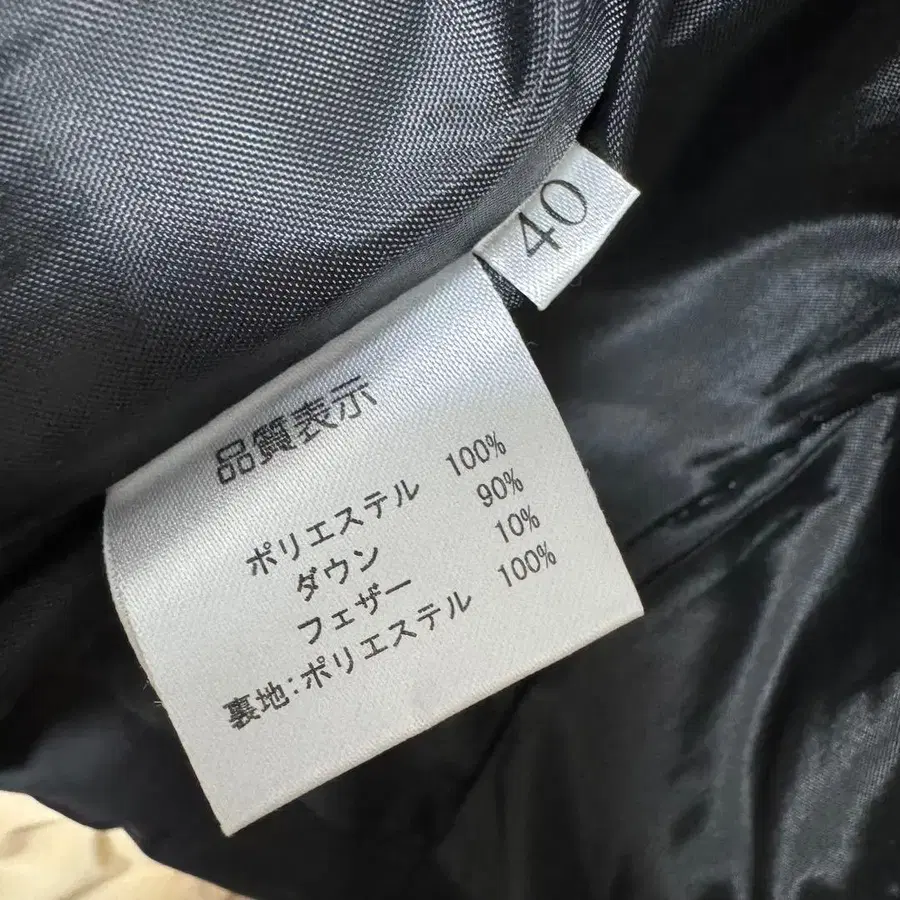 40
品質表示
ポリエステル 100%
ダウン 90%
フェザー 10%
裏地:ポリエステル 100%